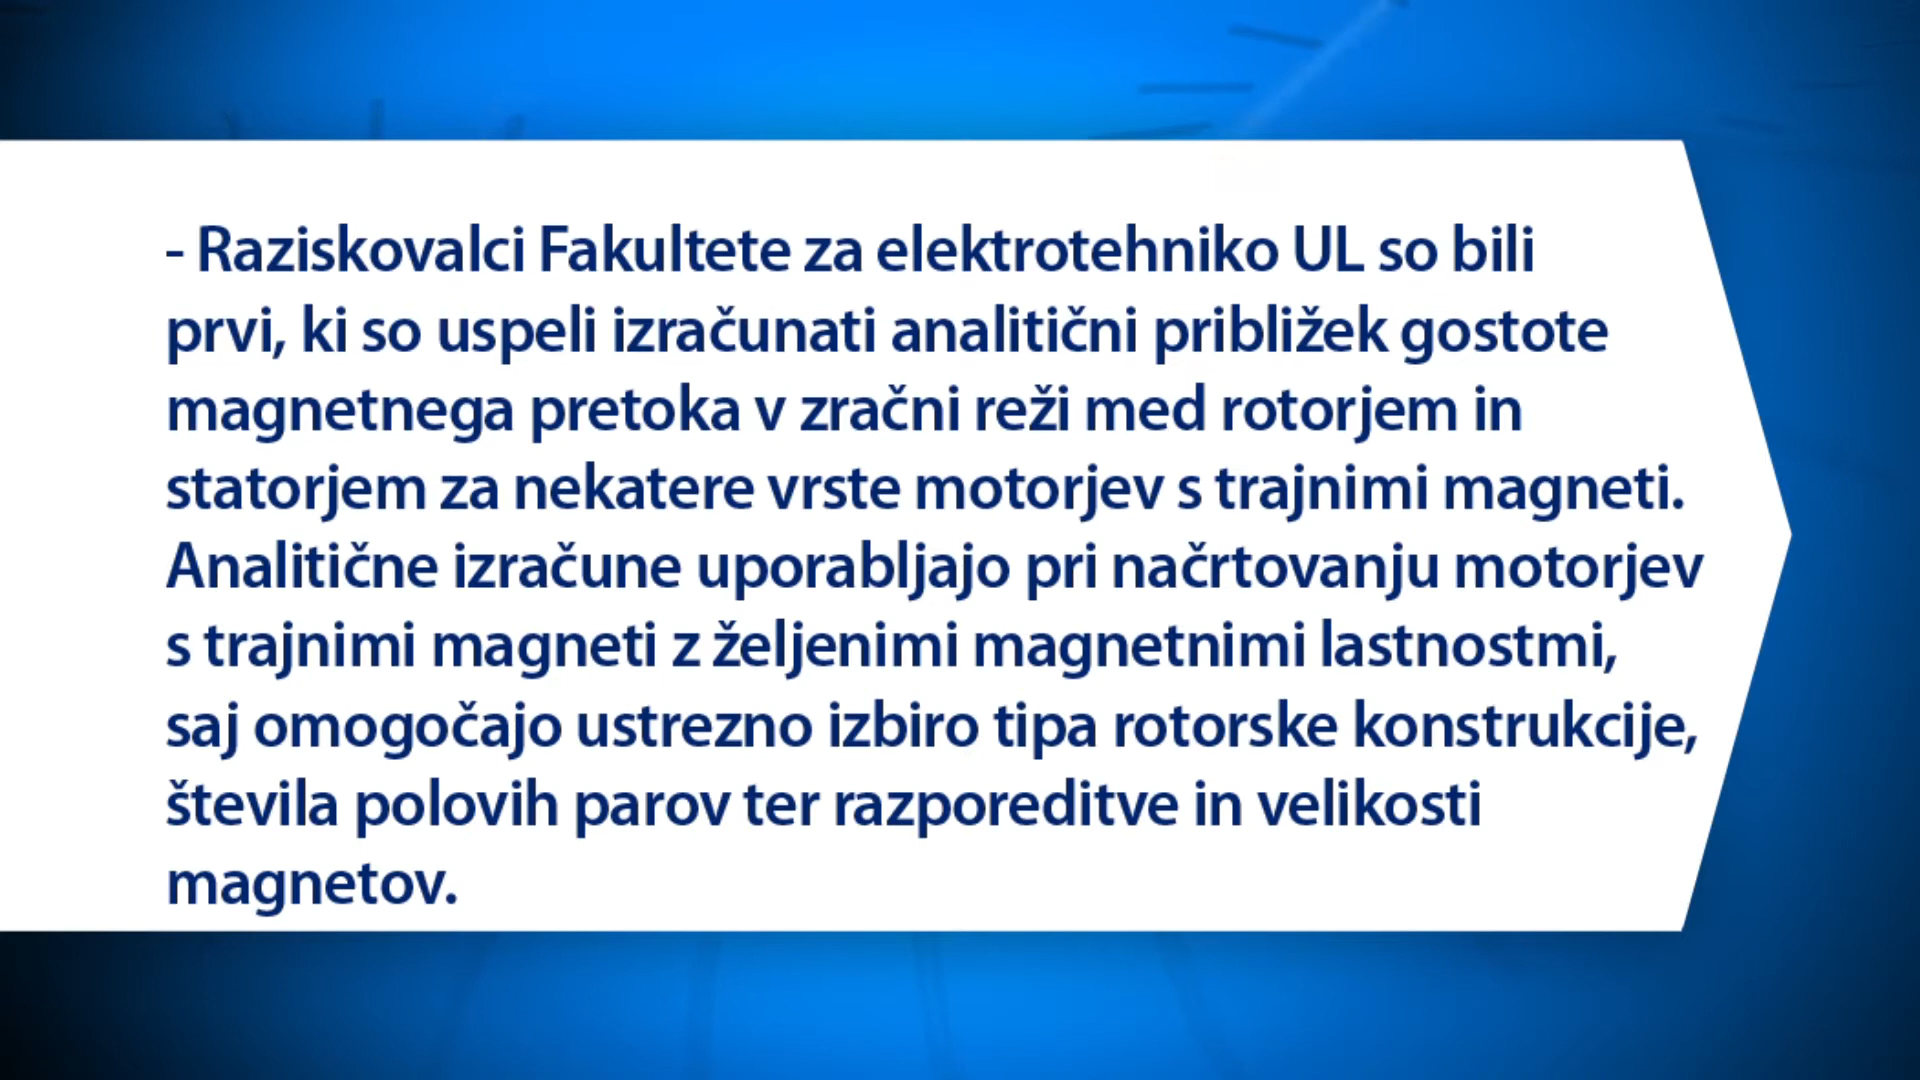 - Raziskovalci Fakultete za elektrotehniko UL so bili
prvi, ki so uspeli izračunati analitični približek gostote
magnetnega pretoka v zračni reži med rotorjem in
statorjem za nekatere vrste motorjev s trajnimi magneti.
Analitične izračune uporabljajo pri načrtovanju motorjev
s trajnimi magneti z željenimi magnetnimi lastnostmi,
saj omogočajo ustrezno izbiro tipa rotorske konstrukcije,
števila polovih parov ter razporeditve in velikosti
magnetov.